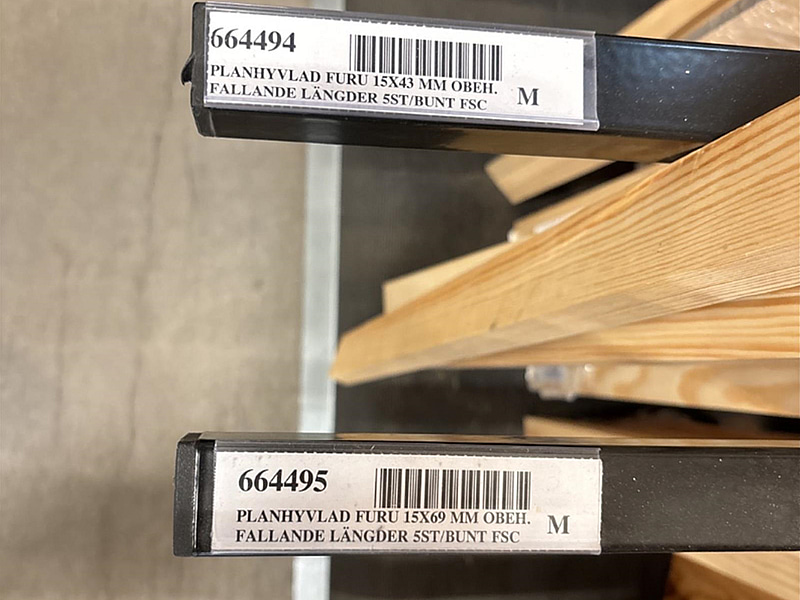 664494
PLANHYVLAD FURU 15X43 MM OBEH.
FALLANDE LÄNGDER 5ST/BUNT FSC M
664495
PLANHYVLAD FURU 15X69 MM OBEH.
FALLANDE LÄNGDER 5ST/BUNT FSC M